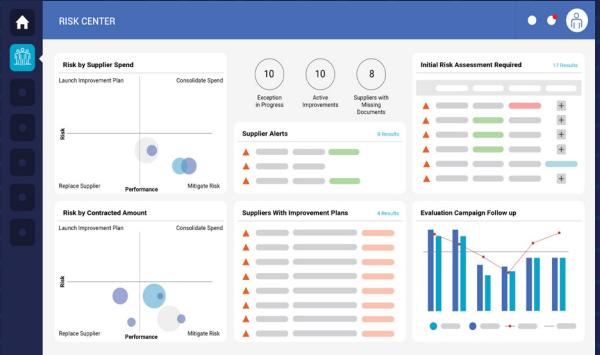 RISK CENTER
Risk by Supplier Spend
Launch Improvement Plan
Consolidate Spend
Risk
Replace Supplier
Performance
Mitigate Risk
10
Exception
in Progress
10
Active
Improvements
8
Suppliers with
Missing
Documents
Supplier Alerts
9 Results
Initial Risk Assessment Required
17 Results
Risk by Contracted Amount
Launch Improvement Plan
Consolidate Spend
Risk
Replace Supplier
Performance
Mitigate Risk
Suppliers With Improvement Plans
4 Results
Evaluation Campaign Follow up